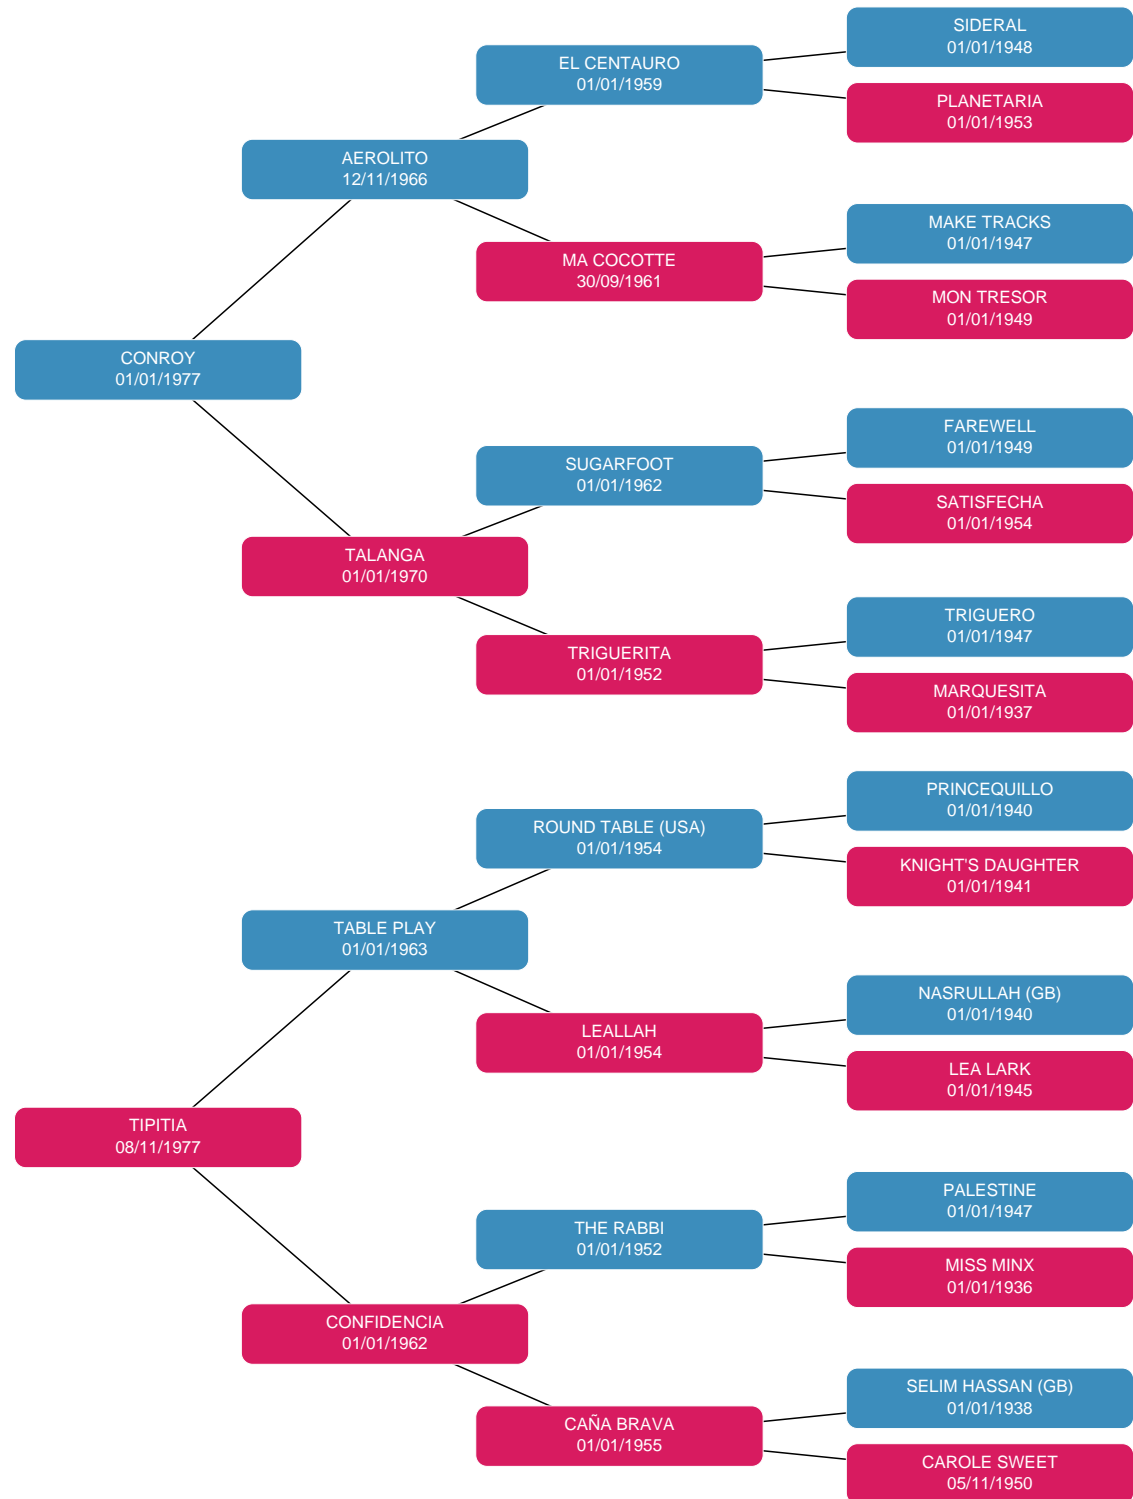 SIDERAL
01/01/1948
EL CENTAURO
01/01/1959
PLANETARIA
01/01/1953
AEROLITO
12/11/1966
MAKE TRACKS
01/01/1947
MA COCOTTE
30/09/1961
MON TRESOR
01/01/1949
CONROY
01/01/1977
FAREWELL
01/01/1949
SUGARFOOT
01/01/1962
SATISFECHA
01/01/1954
TALANGA
01/01/1970
TRIGUERO
01/01/1947
TRIGUERITA
01/01/1952
MARQUESITA
01/01/1937
PRINCEQUILLO
01/01/1940
ROUND TABLE (USA)
01/01/1954
KNIGHT'S DAUGHTER
01/01/1941
TABLE PLAY
01/01/1963
NASRULLAH (GB)
01/01/1940
LEALLAH
01/01/1954
LEA LARK
01/01/1945
TIPITIA
08/11/1977
PALESTINE
01/01/1947
THE RABBI
01/01/1952
MISS MINX
01/01/1936
CONFIDENCIA
01/01/1962
SELIM HASSAN (GB)
01/01/1938
CAÑA BRAVA
01/01/1955
CAROLE SWEET
05/11/1950